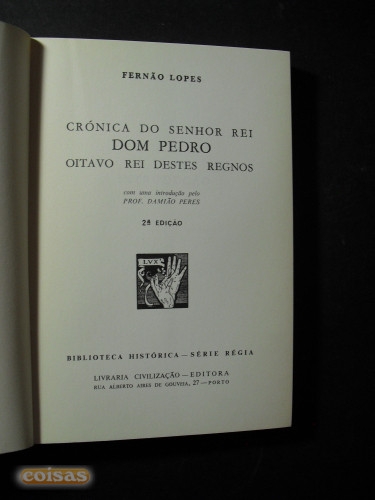 FERNÃO LOPES
CRÓNICA DO SENHOR REI
DOM PEDRO
OITAVO REI DESTES REGNOS
com uma introdução pelo
PROF. DAMIÃO PERES
2ª EDIÇÃO
LUX
BIBLIOTECA HISTÓRICA — SÉRIE RÉGIA
LIVRARIA CIVILIZAÇÃO — EDITORA
RUA ALBERTO AIRES DE GOUVEIA, 27 — PORTO
coisas